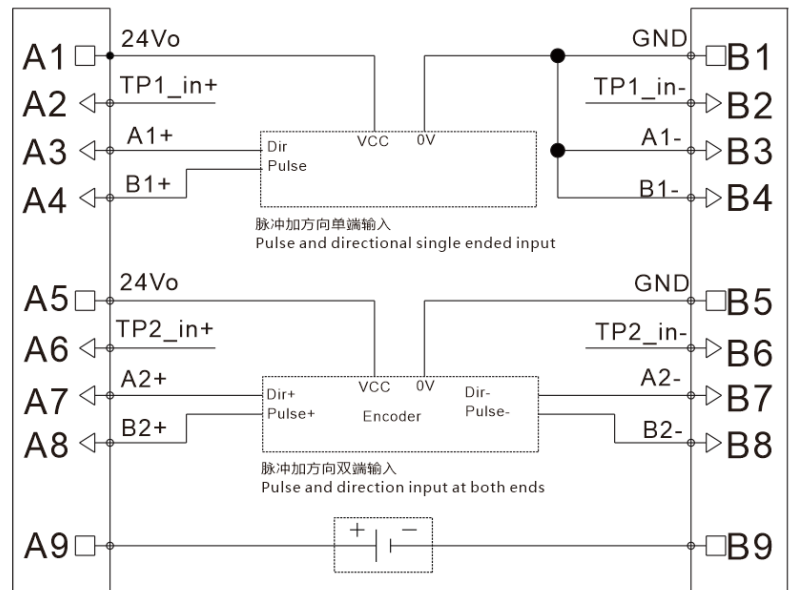 A1 24Vo GND B1
A2 TP1_in+ TP1_in- B2
A3 A1+ Dir VCC 0V A1- B3
Pulse
A4 B1+ B1- B4
脉冲加方向单端输入
Pulse and directional single ended input
A5 24Vo GND B5
A6 TP2_in+ TP2_in- B6
A7 A2+ Dir+ VCC 0V Dir- A2- B7
Pulse+ Encoder Pulse-
A8 B2+ B2- B8
脉冲加方向双端输入
Pulse and direction input at both ends
A9 + − B9